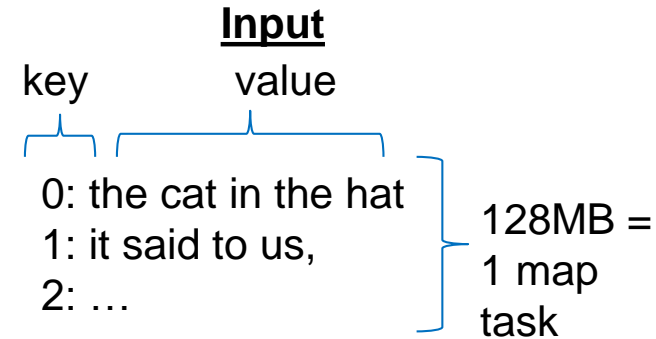 Input
key value
0: the cat in the hat
1: it said to us,
2: …
128MB =
1 map
task